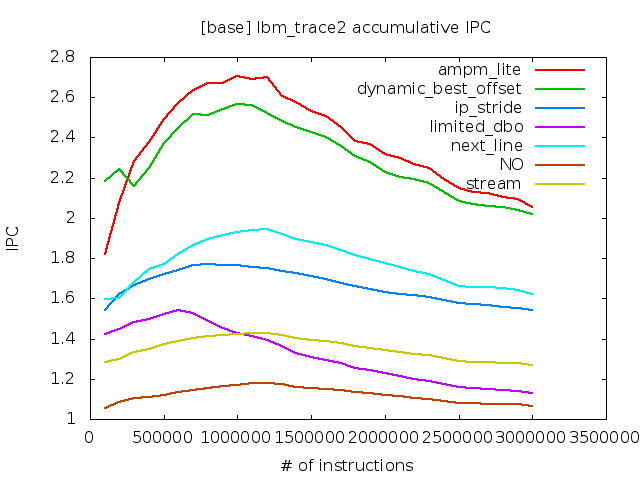 [base] lbm_trace2 accumulative IPC
IPC
2.8
2.6
2.4
2.2
2
1.8
1.6
1.4
1.2
1
ampm_lite
dynamic_best_offset
ip_stride
limited_dbo
next_line
NO
stream
0 500000 1000000 1500000 2000000 2500000 3000000 3500000
# of instructions